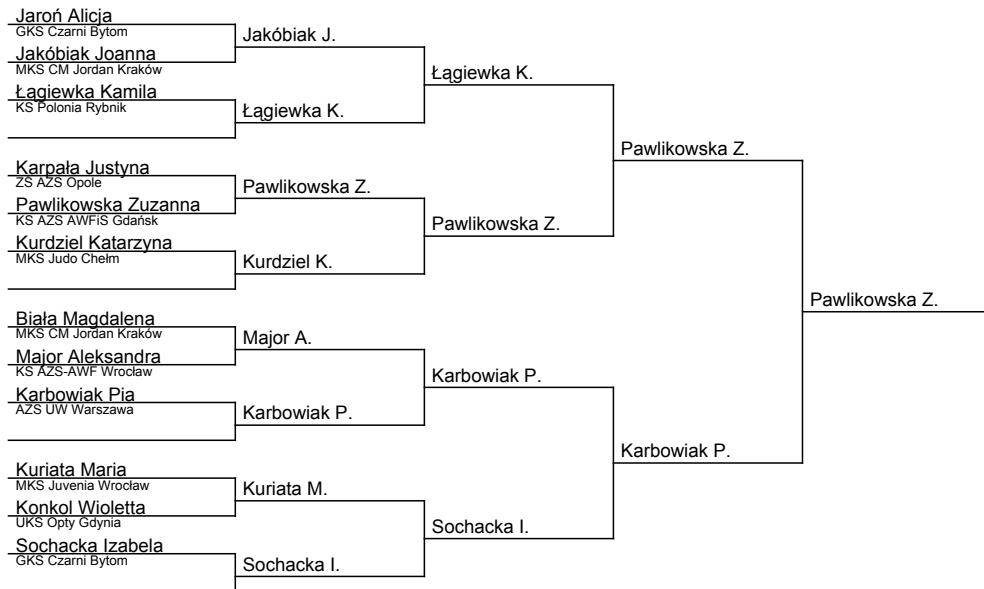 Jaroń Alicja
GKS Czarni Bytom
Jakóbiak J.
Jakóbiak Joanna
MKS CM Jordan Kraków
Łągiewka K.
Łągiewka Kamila
KS Polonia Rybnik
Łągiewka K.
Pawlikowska Z.
Karpała Justyna
ZS AZS Opole
Pawlikowska Z.
Pawlikowska Zuzanna
KS AZS AWFiS Gdańsk
Pawlikowska Z.
Kurdziel Katarzyna
MKS Judo Chełm
Kurdziel K.
Pawlikowska Z.
Biała Magdalena
MKS CM Jordan Kraków
Major A.
Major Aleksandra
KS AZS-AWF Wrocław
Karbowiak P.
Karbowiak Pia
AZS UW Warszawa
Karbowiak P.
Karbowiak P.
Kuriata Maria
MKS Juvenia Wrocław
Kuriata M.
Konkol Wioletta
UKS Opty Gdynia
Sochacka I.
Sochacka Izabela
GKS Czarni Bytom
Sochacka I.